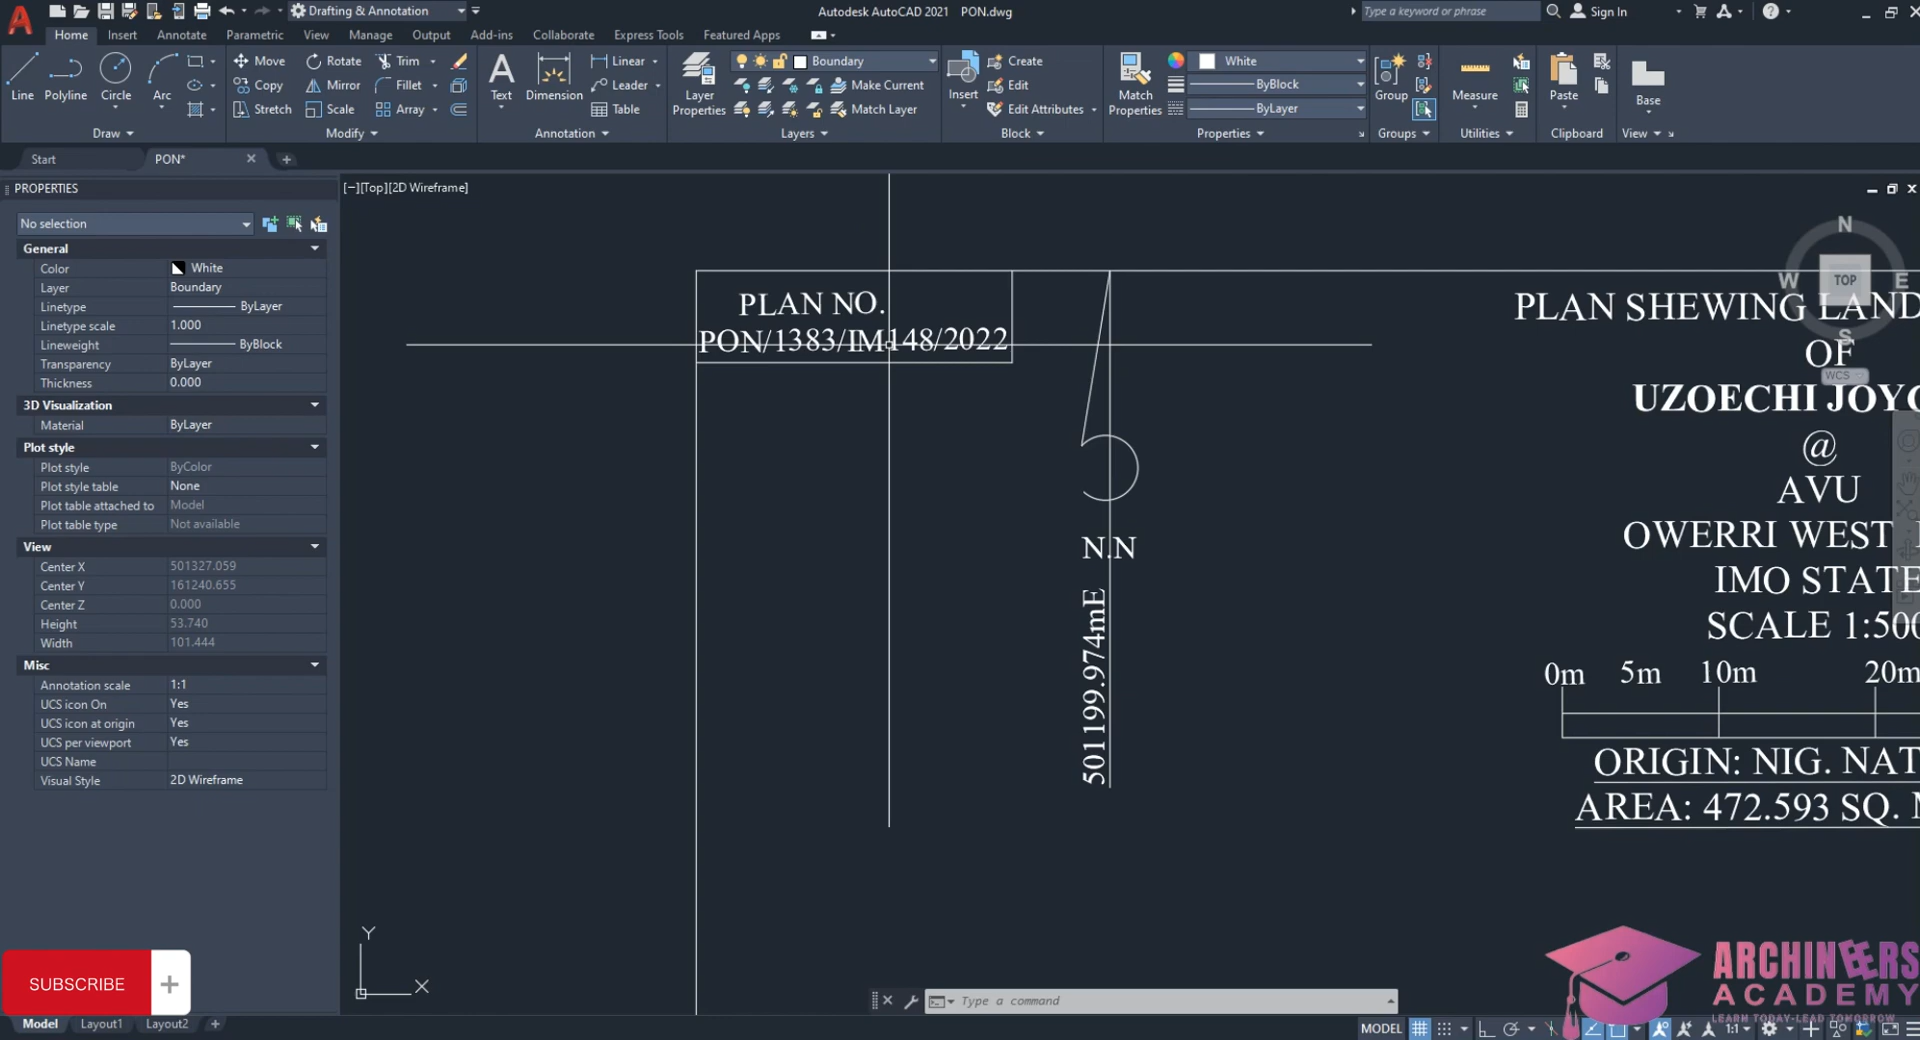 Drafting & Annotation
Autodesk AutoCAD 2021 PON.dwg
Type a keyword or phrase
Sign In
Home Insert Annotate Parametric View Manage Output Add-ins Collaborate Express Tools Featured Apps
Line Polyline Circle Arc
Move Rotate Trim
Copy Mirror Fillet
Stretch Scale Array
Text Dimension
Linear
Leader
Table
Layer Properties
Boundary
Make Current
Match Layer
Insert
Create
Edit
Edit Attributes
Match Properties
White
ByBlock
ByLayer
Group
Measure
Paste
Base
Draw Modify Annotation Layers Block Properties Groups Utilities Clipboard View
Start PON*
PROPERTIES
No selection
General
Color White
Layer Boundary
Linetype ByLayer
Linetype scale 1.000
Lineweight ByBlock
Transparency ByLayer
Thickness 0.000
3D Visualization
Material ByLayer
Plot style
Plot style ByColor
Plot style table None
Plot table attached to Model
Plot table type Not available
View
Center X 501327.059
Center Y 161240.655
Center Z 0.000
Height 53.740
Width 101.444
Misc
Annotation scale 1:1
UCS icon On Yes
UCS icon at origin Yes
UCS per viewport Yes
UCS Name
Visual Style 2D Wireframe
[−][Top][2D Wireframe]
PLAN NO.
PON/1383/IM148/2022
N.N
501199.974mE
N
W TOP E
S
WCS
PLAN SHEWING LAND
OF
UZOECHI JOYC
@
AVU
OWERRI WEST
IMO STATE
SCALE 1:500
0m 5m 10m 20m
ORIGIN: NIG. NAT
AREA: 472.593 SQ. M
Y
X
SUBSCRIBE +
Type a command
ARCHINEERS
ACADEMY
LEARN TODAY-LEAD TOMORROW
Model Layout1 Layout2 +
MODEL 1:1